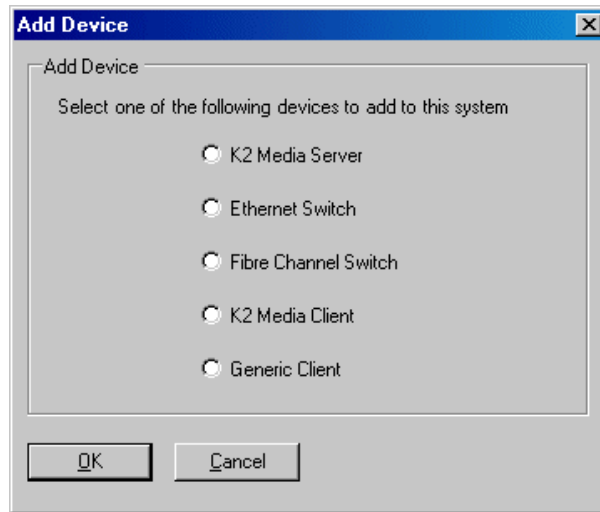 Add Device
Add Device
Select one of the following devices to add to this system
K2 Media Server
Ethernet Switch
Fibre Channel Switch
K2 Media Client
Generic Client
OK
Cancel